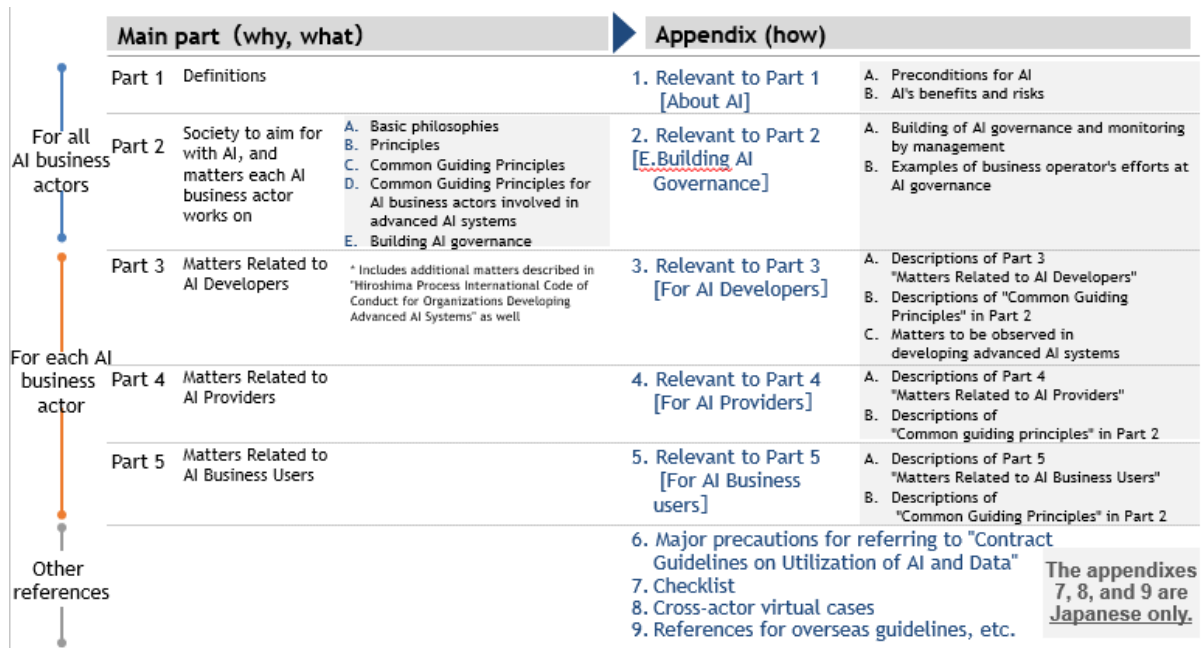 Main part（why, what）
Appendix (how)
For all
AI business
actors
Part 1
Definitions
1. Relevant to Part 1
[About AI]
A. Preconditions for AI
B. AI's benefits and risks
Part 2
Society to aim for
with AI, and
matters each AI
business actor
works on
A. Basic philosophies
B. Principles
C. Common Guiding Principles
D. Common Guiding Principles for
AI business actors involved in
advanced AI systems
E. Building AI governance
2. Relevant to Part 2
[E.Building AI
Governance]
A. Building of AI governance and monitoring
by management
B. Examples of business operator's efforts at
AI governance
For each AI
business
actor
Part 3
Matters Related to
AI Developers
* Includes additional matters described in
"Hiroshima Process International Code of
Conduct for Organizations Developing
Advanced AI Systems" as well
3. Relevant to Part 3
[For AI Developers]
A. Descriptions of Part 3
"Matters Related to AI Developers"
B. Descriptions of "Common Guiding
Principles" in Part 2
C. Matters to be observed in
developing advanced AI systems
Part 4
Matters Related to
AI Providers
4. Relevant to Part 4
[For AI Providers]
A. Descriptions of Part 4
"Matters Related to AI Providers"
B. Descriptions of
"Common guiding principles" in Part 2
Part 5
Matters Related to
AI Business Users
5. Relevant to Part 5
[For AI Business
users]
A. Descriptions of Part 5
"Matters Related to AI Business Users"
B. Descriptions of
"Common Guiding Principles" in Part 2
Other
references
6. Major precautions for referring to "Contract
Guidelines on Utilization of AI and Data"
7. Checklist
8. Cross-actor virtual cases
9. References for overseas guidelines, etc.
The appendixes
7, 8, and 9 are
Japanese only.